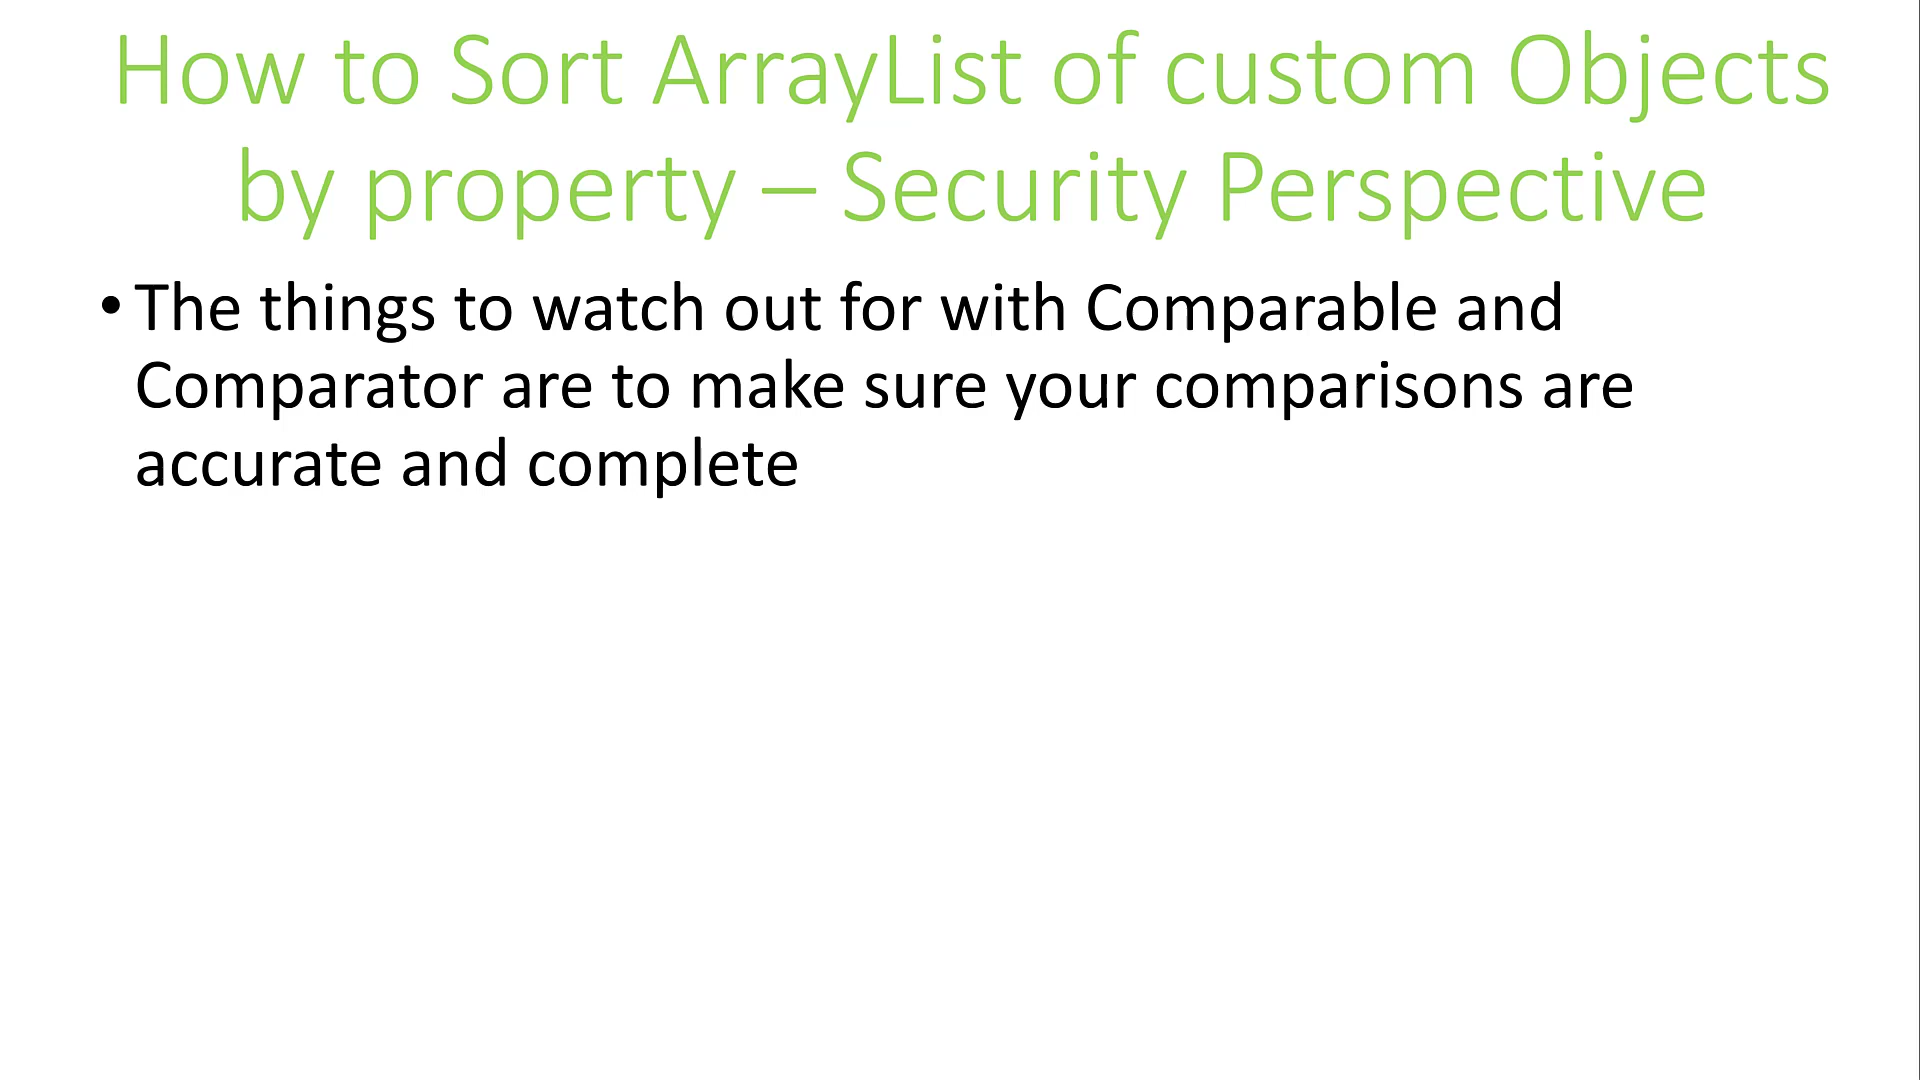 How to Sort ArrayList of custom Objects
by property – Security Perspective
• The things to watch out for with Comparable and
Comparator are to make sure your comparisons are
accurate and complete